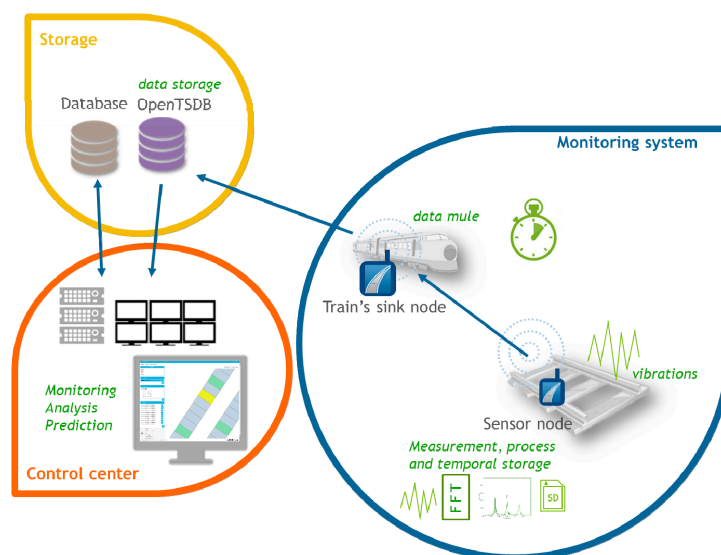 Storage
data storage
Database OpenTSDB
Monitoring system
data mule
Train's sink node
vibrations
Sensor node
Measurement, process
and temporal storage
FFT
SD
Monitoring
Analysis
Prediction
Control center